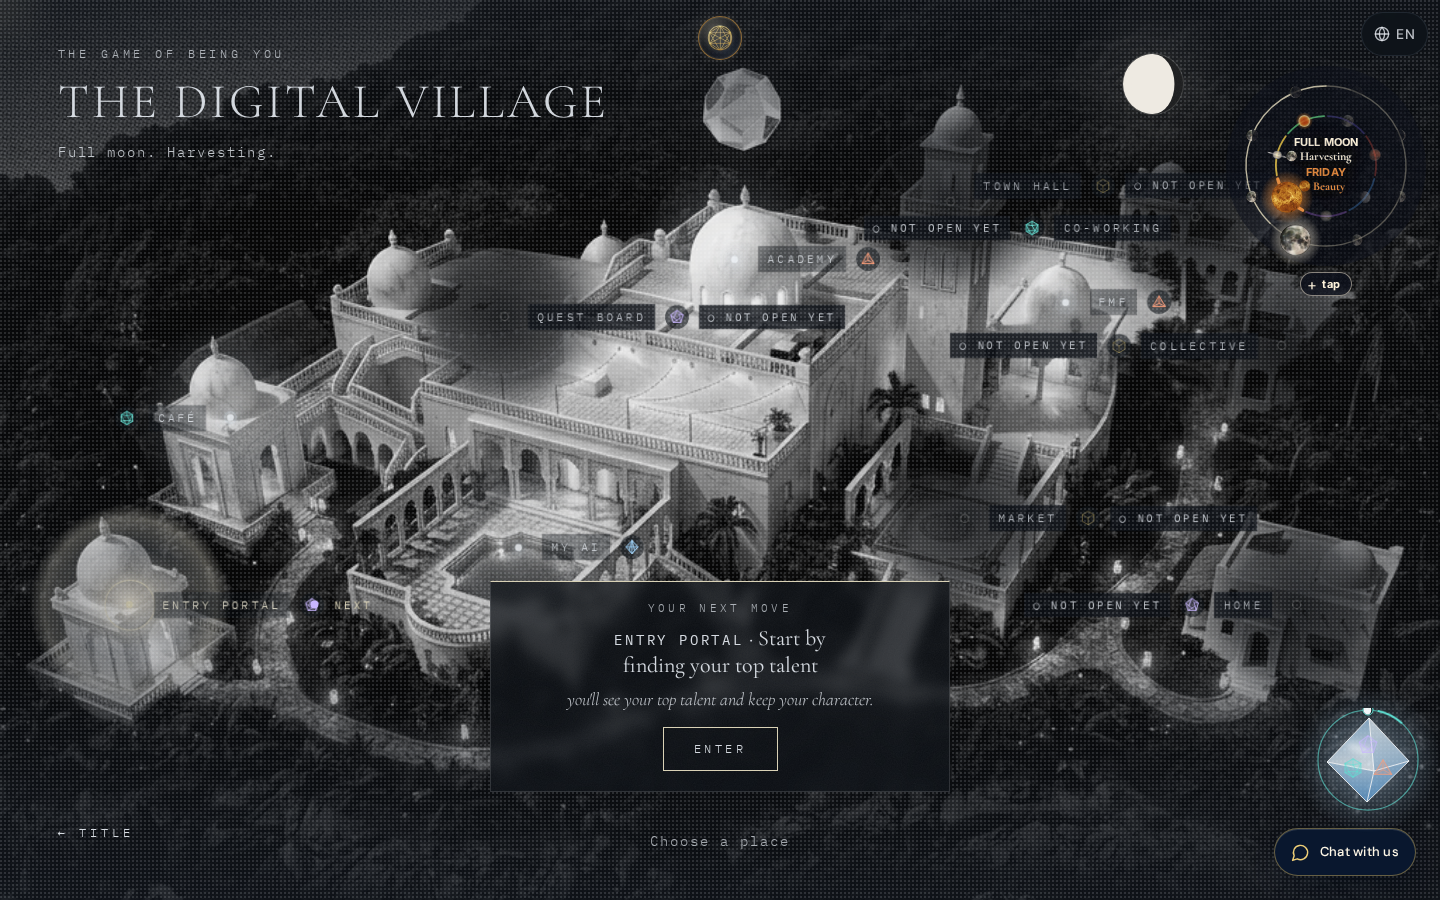 THE GAME OF BEING YOU
THE DIGITAL VILLAGE
Full moon. Harvesting.
EN
FULL MOON
Harvesting
FRIDAY
Beauty
+ tap
TOWN HALL
○ NOT OPEN YET
○ NOT OPEN YET
CO-WORKING
ACADEMY
FMF
QUEST BOARD
○ NOT OPEN YET
○ NOT OPEN YET
COLLECTIVE
CAFÉ
MARKET
○ NOT OPEN YET
MY AI
ENTRY PORTAL
NEXT
○ NOT OPEN YET
HOME
YOUR NEXT MOVE
ENTRY PORTAL · Start by
finding your top talent
you'll see your top talent and keep your character.
ENTER
← TITLE
Choose a place
Chat with us